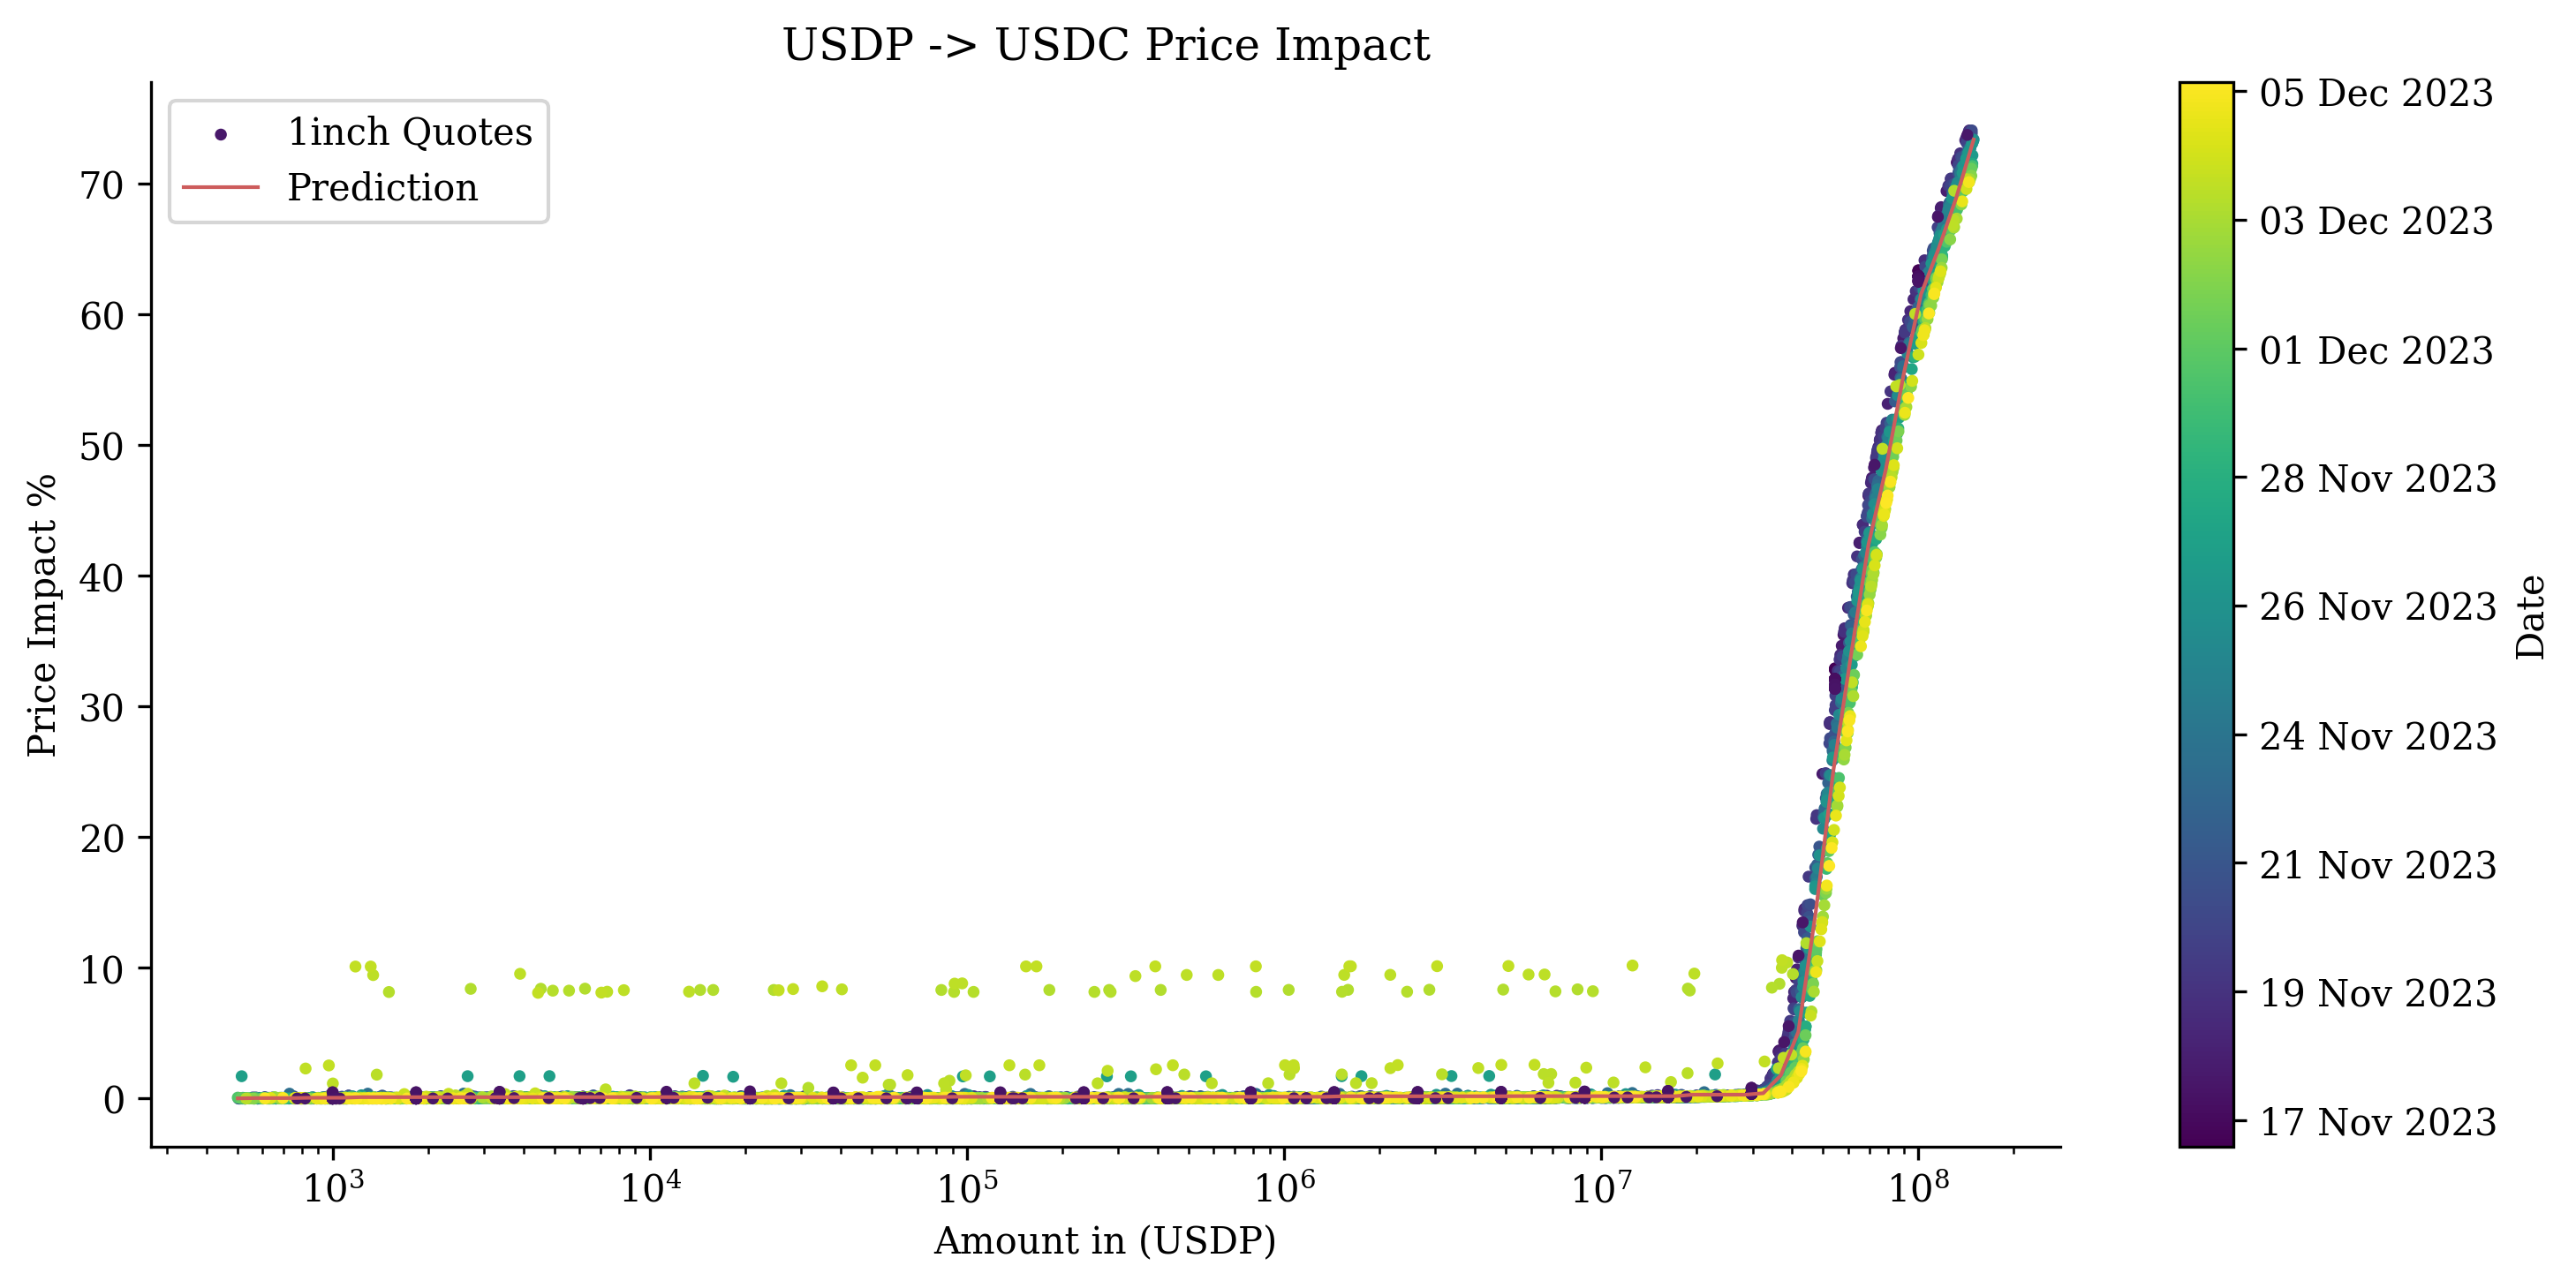 USDP -> USDC Price Impact
1inch Quotes
Prediction
Price Impact %
70
60
50
40
30
20
10
0
10³
10⁴
10⁵
10⁶
10⁷
10⁸
Amount in (USDP)
05 Dec 2023
03 Dec 2023
01 Dec 2023
28 Nov 2023
26 Nov 2023
24 Nov 2023
21 Nov 2023
19 Nov 2023
17 Nov 2023
Date